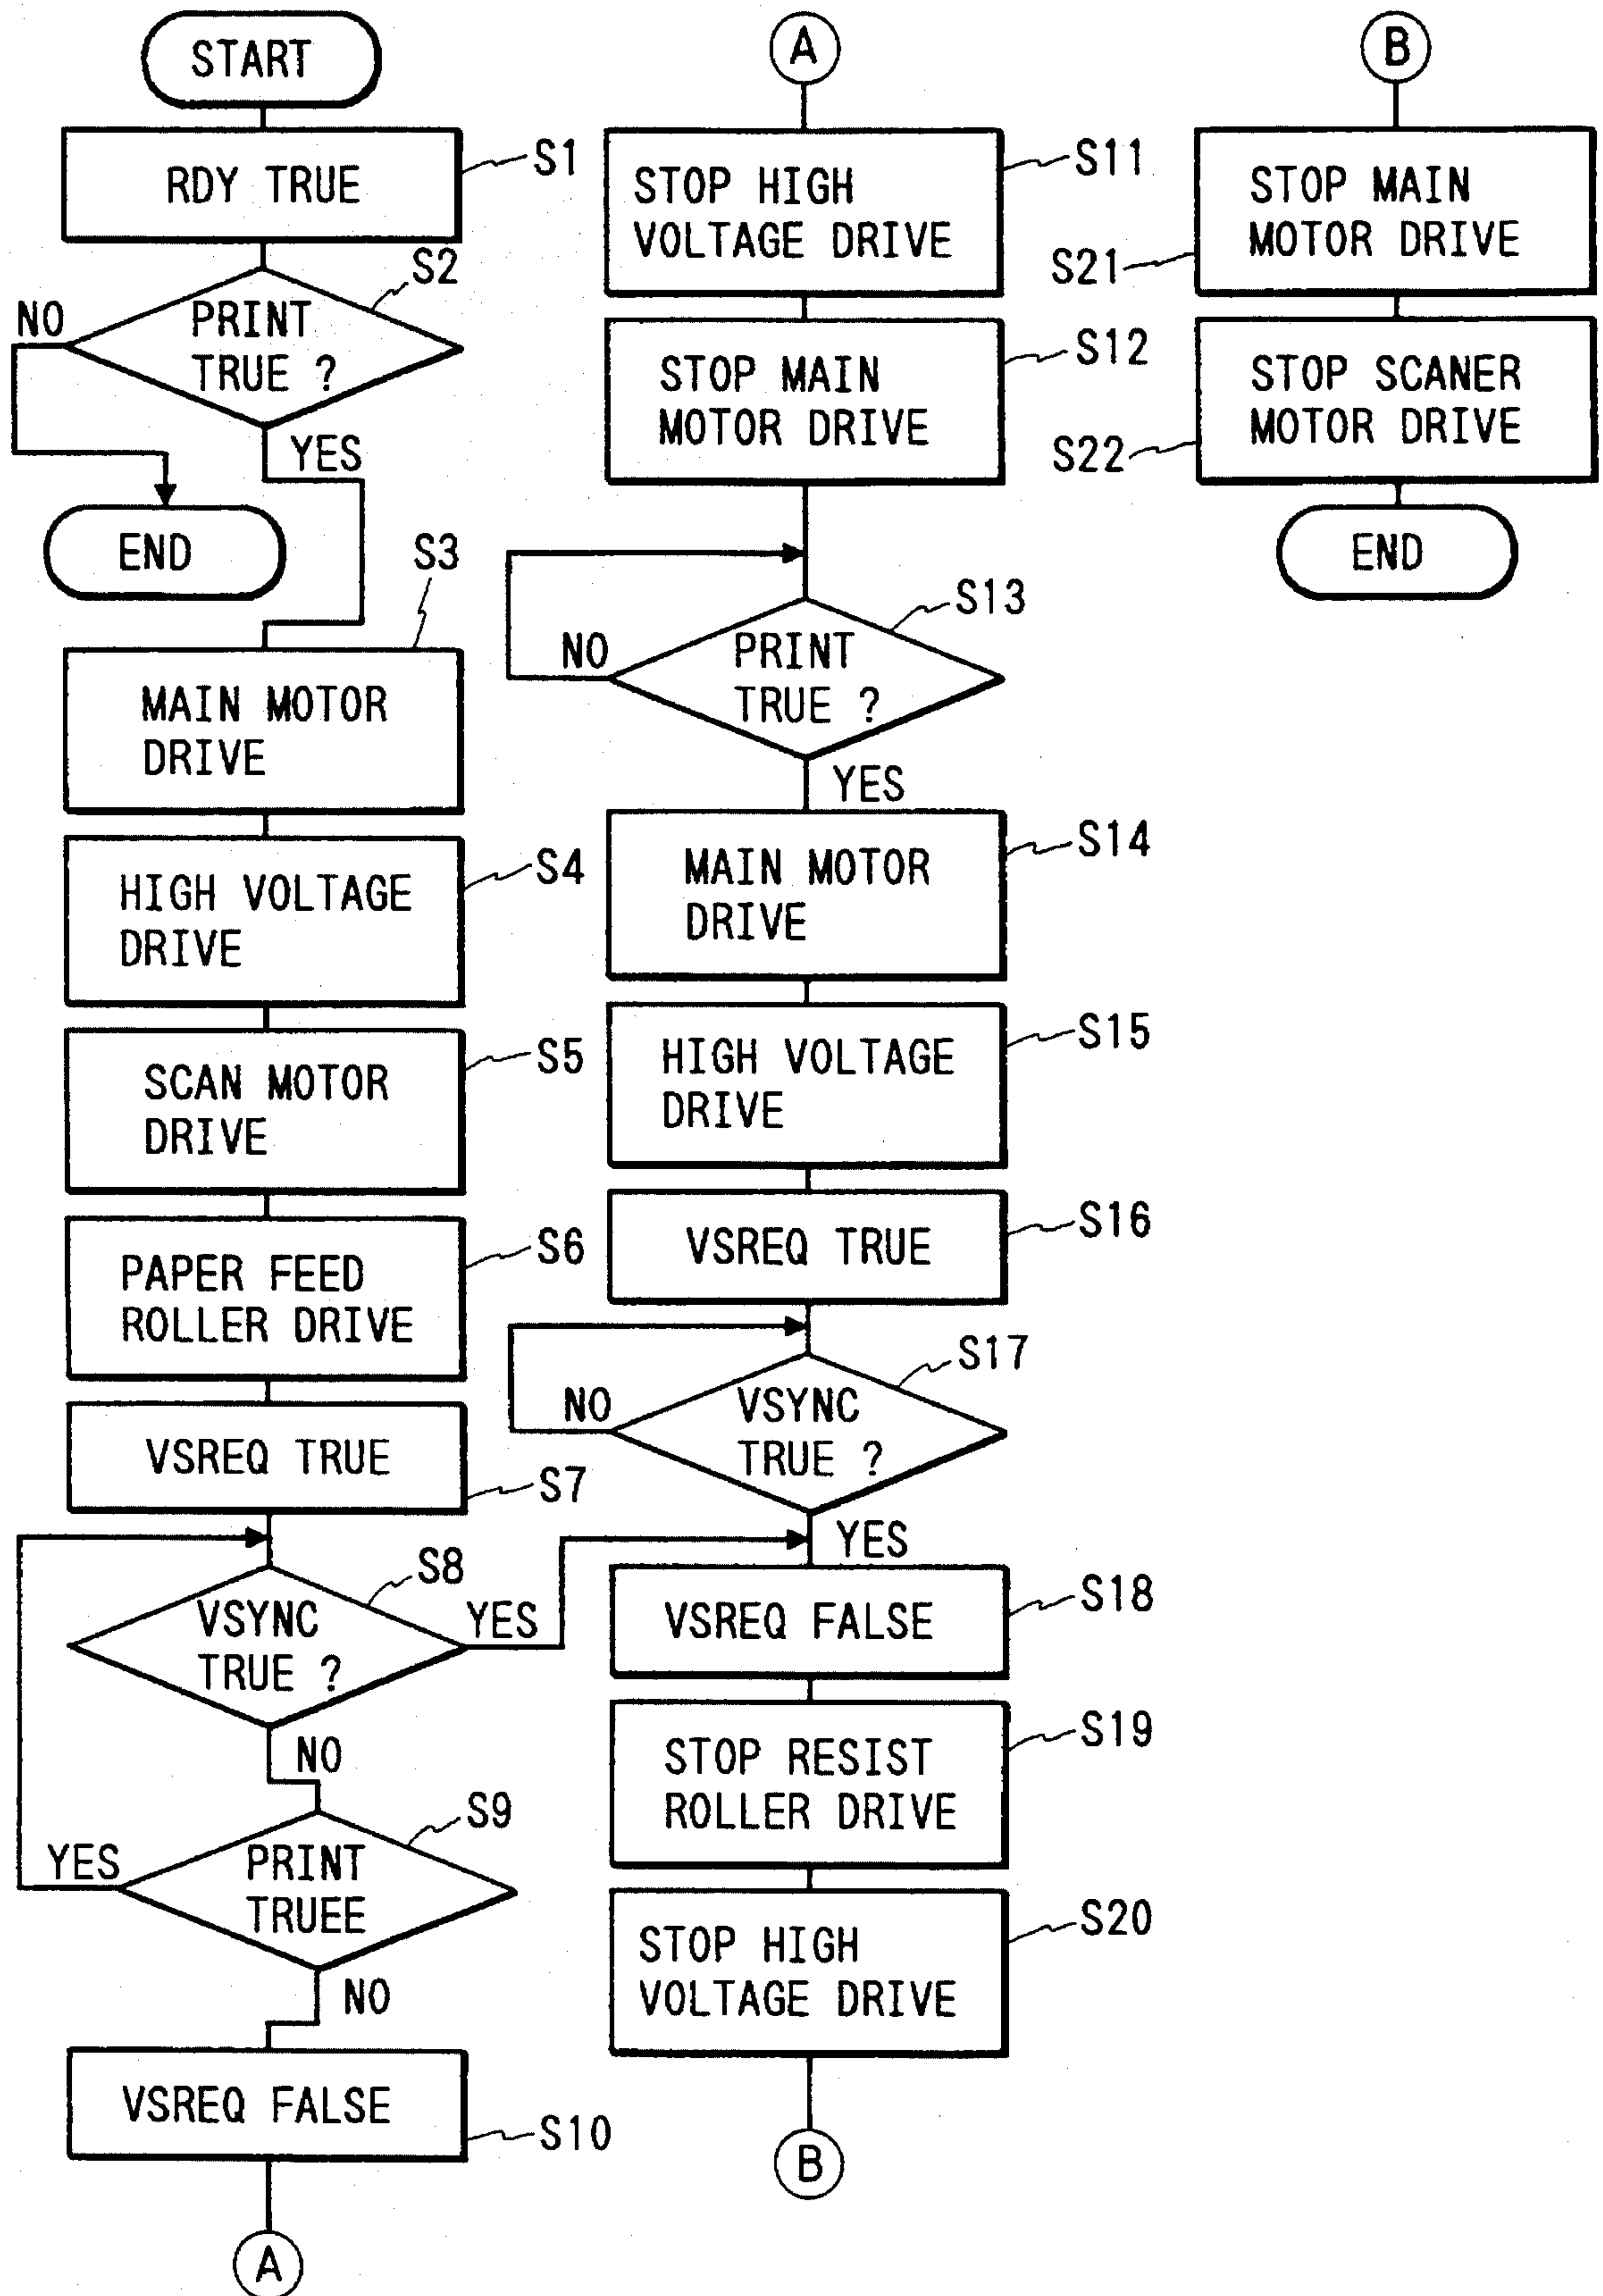 START
RDY TRUE
S1
S2
PRINT
TRUE ?
NO
YES
END
S3
MAIN MOTOR
DRIVE
HIGH VOLTAGE
DRIVE
S4
SCAN MOTOR
DRIVE
S5
PAPER FEED
ROLLER DRIVE
S6
VSREQ TRUE
S7
S8
VSYNC
TRUE ?
YES
NO
S9
PRINT
TRUEE
YES
NO
VSREQ FALSE
S10
A
A
STOP HIGH
VOLTAGE DRIVE
S11
STOP MAIN
MOTOR DRIVE
S12
S13
PRINT
TRUE ?
NO
YES
MAIN MOTOR
DRIVE
S14
HIGH VOLTAGE
DRIVE
S15
VSREQ TRUE
S16
S17
VSYNC
TRUE ?
NO
YES
VSREQ FALSE
S18
STOP RESIST
ROLLER DRIVE
S19
STOP HIGH
VOLTAGE DRIVE
S20
B
B
STOP MAIN
MOTOR DRIVE
S21
STOP SCANER
MOTOR DRIVE
S22
END